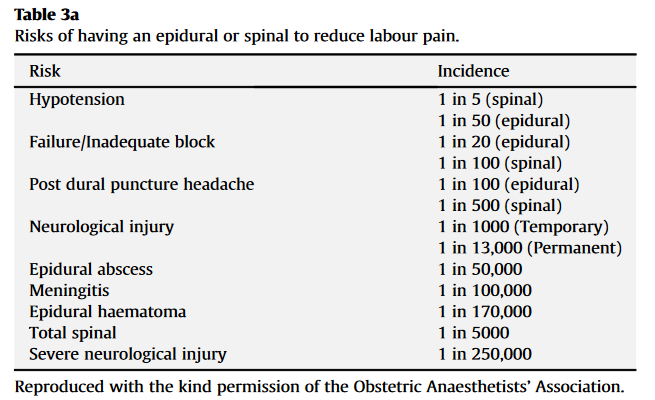 Table 3a
Risks of having an epidural or spinal to reduce labour pain.
Risk Incidence
Hypotension 1 in 5 (spinal)
1 in 50 (epidural)
Failure/Inadequate block 1 in 20 (epidural)
1 in 100 (spinal)
Post dural puncture headache 1 in 100 (epidural)
1 in 500 (spinal)
Neurological injury 1 in 1000 (Temporary)
1 in 13,000 (Permanent)
Epidural abscess 1 in 50,000
Meningitis 1 in 100,000
Epidural haematoma 1 in 170,000
Total spinal 1 in 5000
Severe neurological injury 1 in 250,000
Reproduced with the kind permission of the Obstetric Anaesthetists’ Association.